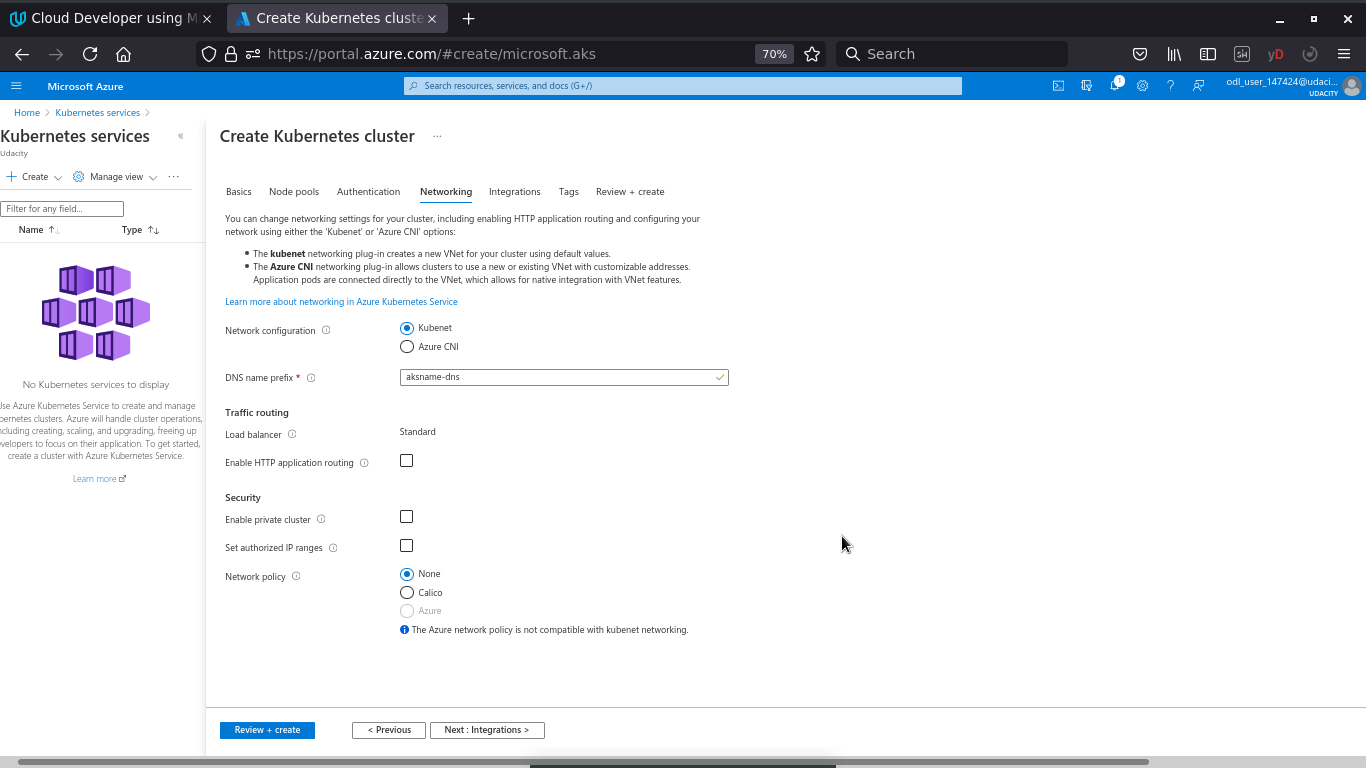 Cloud Developer using M
Create Kubernetes cluste
https://portal.azure.com/#create/microsoft.aks
70%
Search
SH
yD
Microsoft Azure
Search resources, services, and docs (G+/)
1
odl_user_147424@udaci...
UDACITY
Home
Kubernetes services
Kubernetes services
Udacity
Create
Manage view
Filter for any field...
Name
Type
No Kubernetes services to display
Use Azure Kubernetes Service to create and manage
bernetes clusters. Azure will handle cluster operations,
including creating, scaling, and upgrading, freeing up
evelopers to focus on their application. To get started,
create a cluster with Azure Kubernetes Service.
Learn more
Create Kubernetes cluster
...
Basics
Node pools
Authentication
Networking
Integrations
Tags
Review + create
You can change networking settings for your cluster, including enabling HTTP application routing and configuring your
network using either the 'Kubenet' or 'Azure CNI' options:
The kubenet networking plug-in creates a new VNet for your cluster using default values.
The Azure CNI networking plug-in allows clusters to use a new or existing VNet with customizable addresses.
Application pods are connected directly to the VNet, which allows for native integration with VNet features.
Learn more about networking in Azure Kubernetes Service
Network configuration
Kubenet
Azure CNI
DNS name prefix *
aksname-dns
Traffic routing
Load balancer
Standard
Enable HTTP application routing
Security
Enable private cluster
Set authorized IP ranges
Network policy
None
Calico
Azure
The Azure network policy is not compatible with kubenet networking.
Review + create
< Previous
Next : Integrations >